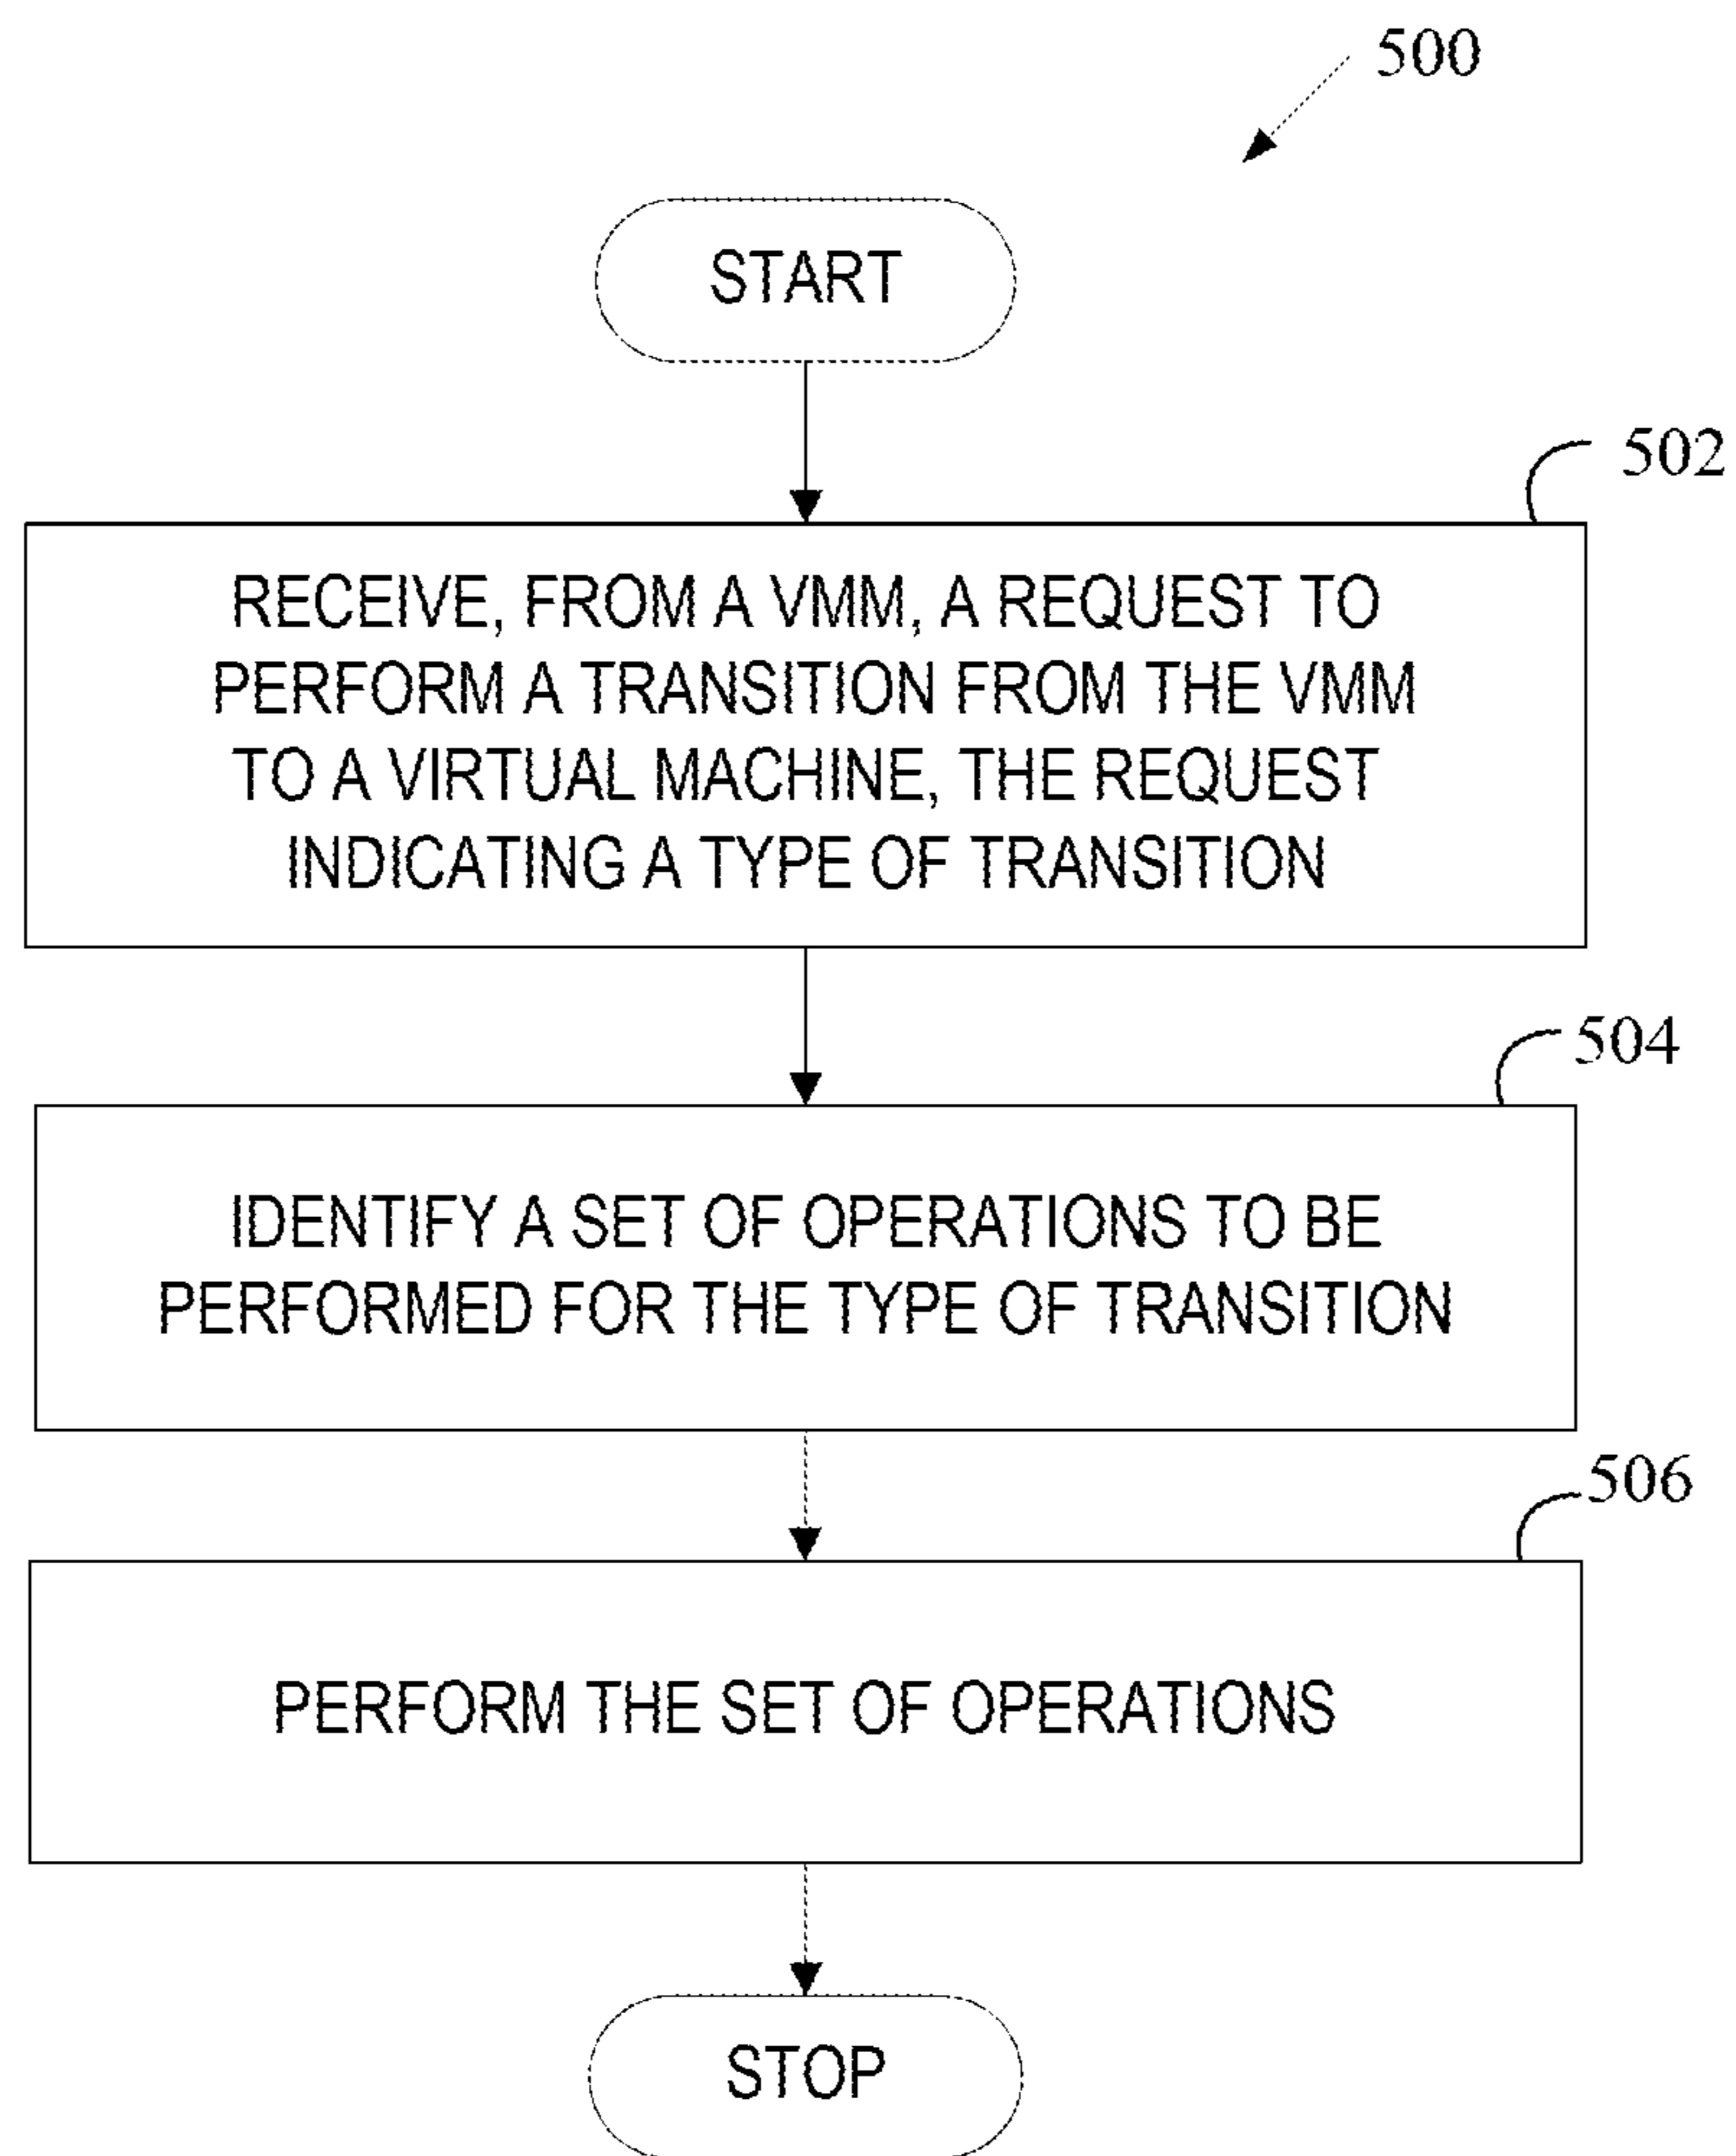 500
START
502
RECEIVE, FROM A VMM, A REQUEST TO
PERFORM A TRANSITION FROM THE VMM
TO A VIRTUAL MACHINE, THE REQUEST
INDICATING A TYPE OF TRANSITION
504
IDENTIFY A SET OF OPERATIONS TO BE
PERFORMED FOR THE TYPE OF TRANSITION
506
PERFORM THE SET OF OPERATIONS
STOP